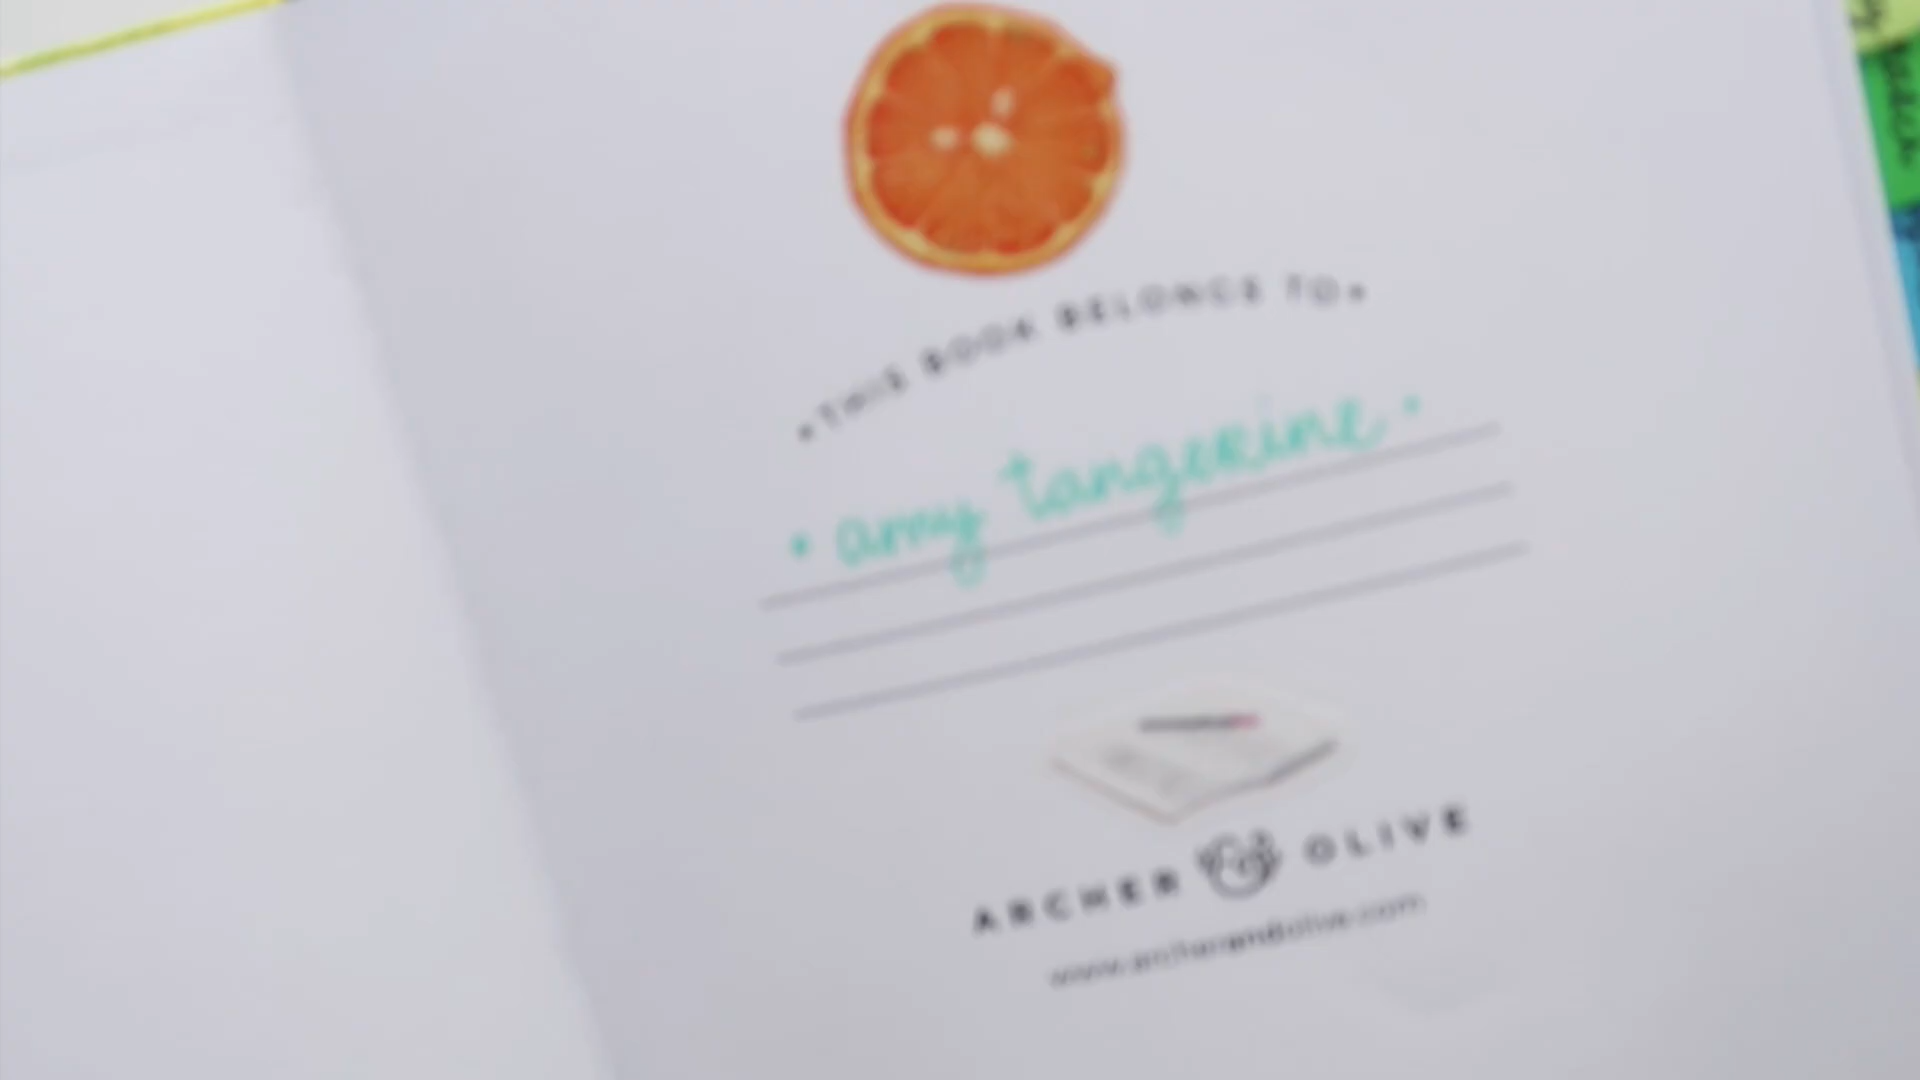 • THIS BOOK BELONGS TO •
• amy tangerine •
ARCHER OLIVE
www.archerandolive.com